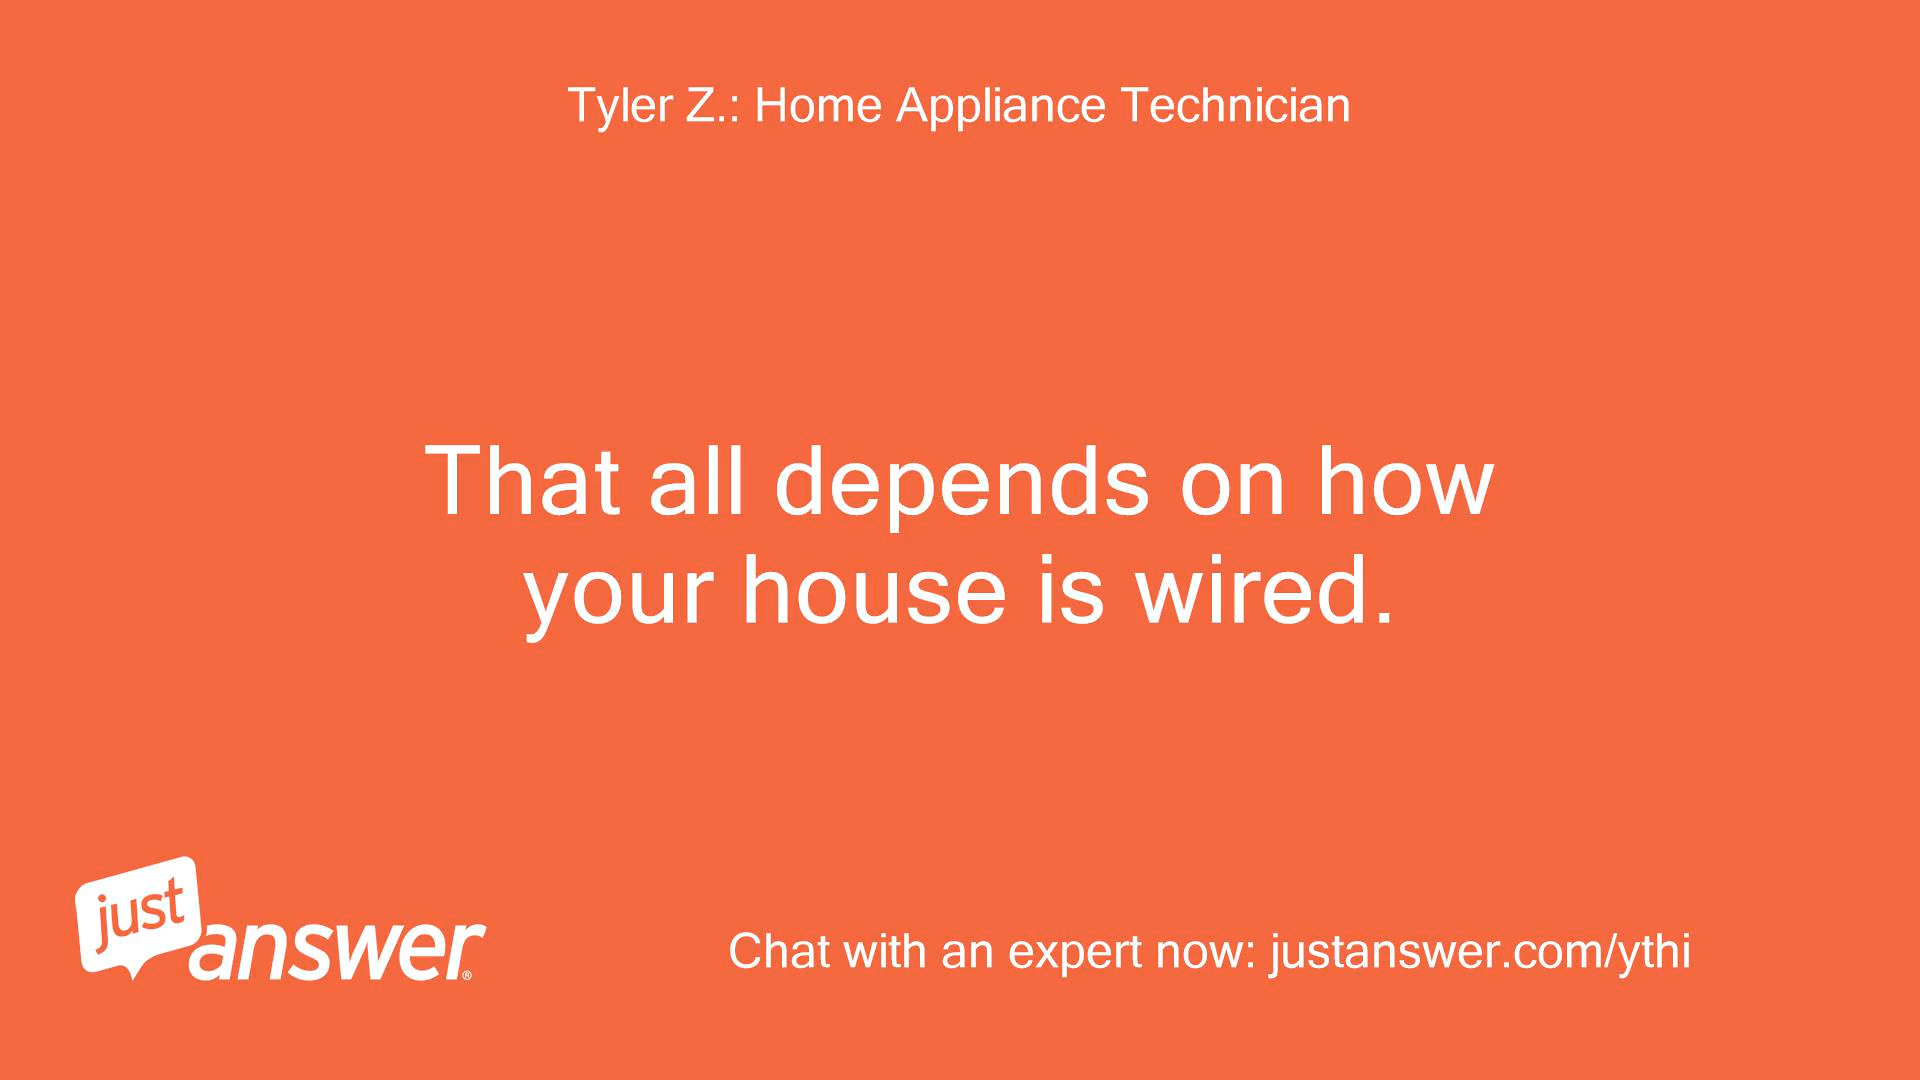 Tyler Z.: Home Appliance Technician
That all depends on how
your house is wired.
just
answer®
Chat with an expert now: justanswer.com/ythi